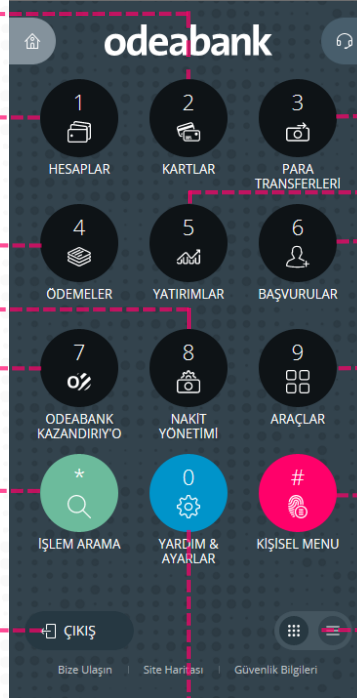 odeabank
1 2 3
HESAPLAR KARTLAR PARA
TRANSFERLERİ
4 5 6
ÖDEMELER YATIRIMLAR BAŞVURULAR
7 8 9
ODEABANK NAKİT ARAÇLAR
KAZANDIRIY'O YÖNETİMİ
* 0 #
İŞLEM ARAMA YARDIM & KİŞİSEL MENU
AYARLAR
ÇIKIŞ
Bize Ulaşın | Site Haritası | Güvenlik Bilgileri